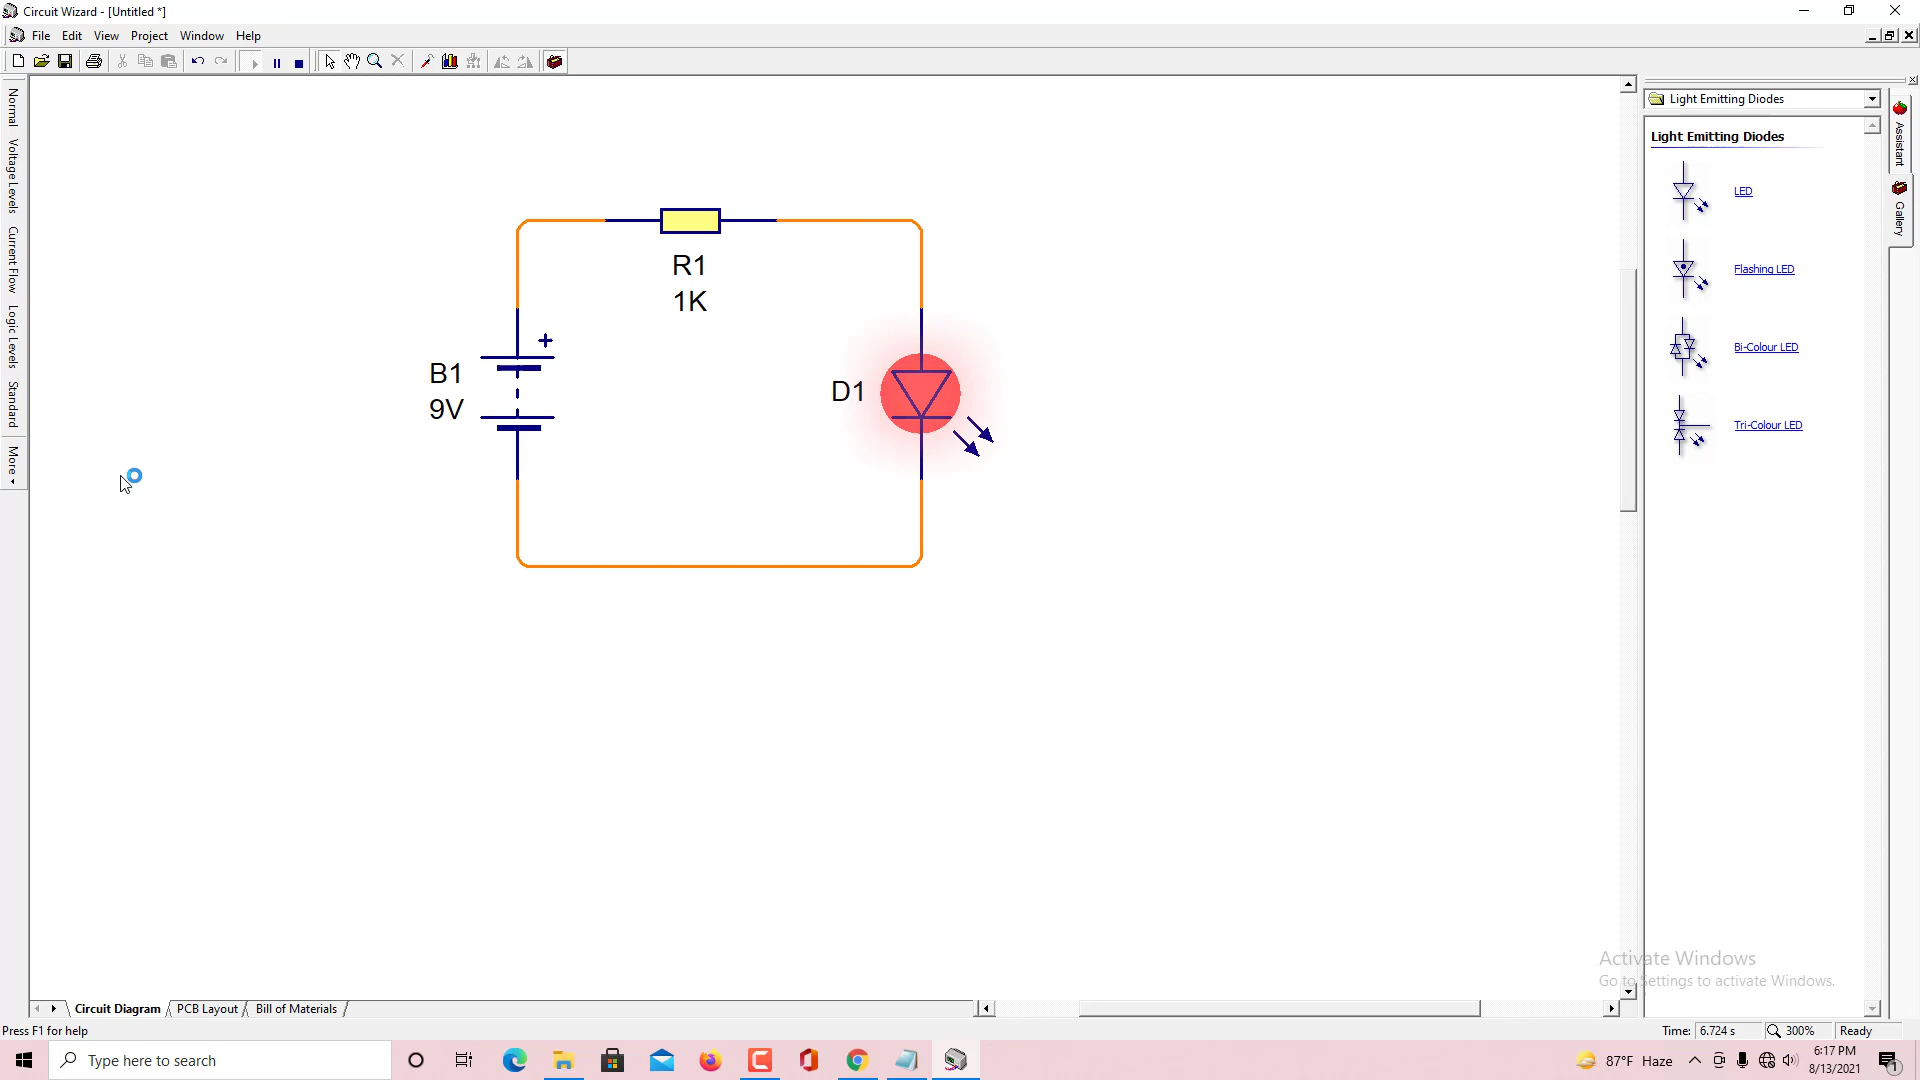 Circuit Wizard - [Untitled *]
File Edit View Project Window Help
Normal
Voltage Levels
Current Flow
Logic Levels
Standard
More
R1
1K
+
B1
9V
D1
Light Emitting Diodes
Light Emitting Diodes
LED
Flashing LED
Bi-Colour LED
Tri-Colour LED
Assistant
Gallery
Activate Windows
Go to Settings to activate Windows.
Circuit Diagram PCB Layout Bill of Materials
Press F1 for help
Time: 6.724 s 300% Ready
Type here to search
87°F Haze
6:17 PM
8/13/2021
1